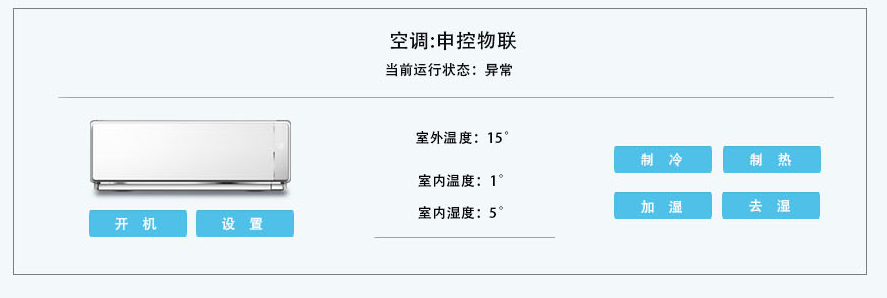 空调:申控物联
当前运行状态：异常
室外温度：15°
室内温度：1°
室内湿度：5°
制 冷
制 热
加 湿
去 湿
开 机
设 置